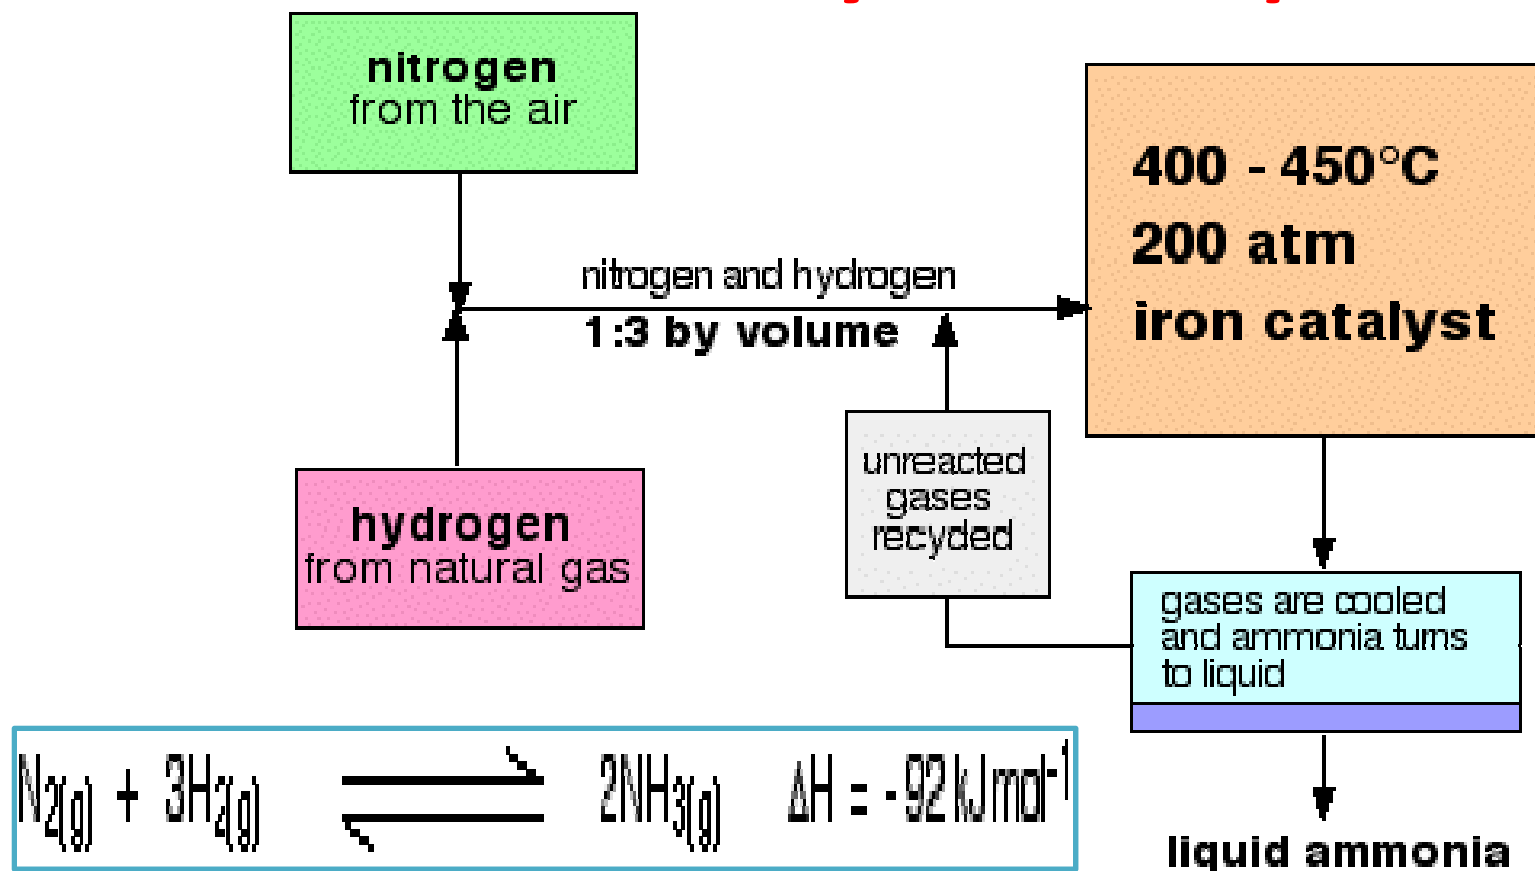 nitrogen
from the air
400 - 450°C
200 atm
iron catalyst
nitrogen and hydrogen
1:3 by volume
unreacted
gases
recyded
hydrogen
from natural gas
gases are cooled
and ammonia turns
to liquid
N2(g) + 3H2(g) ⇌ 2NH3(g) ΔH = -92 kJ mol-1
liquid ammonia